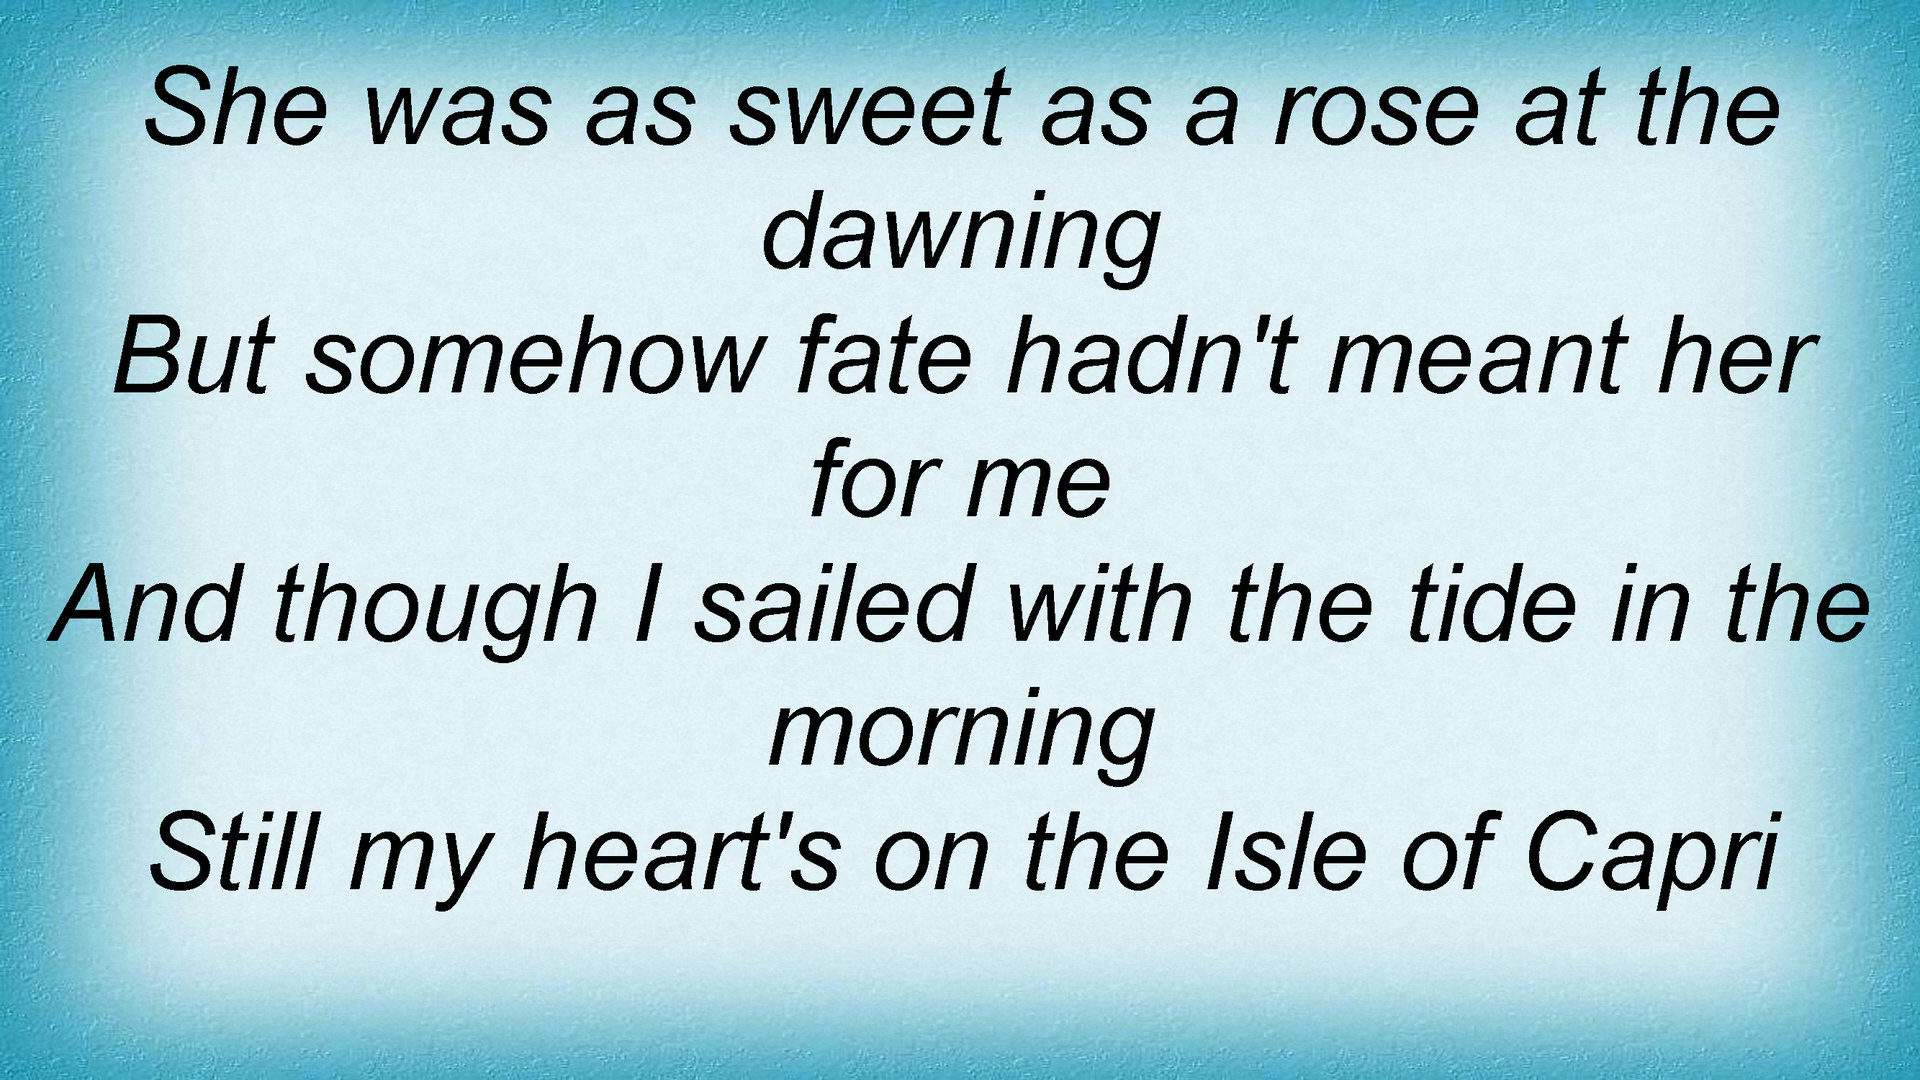 She was as sweet as a rose at the
dawning
But somehow fate hadn't meant her
for me
And though I sailed with the tide in the
morning
Still my heart's on the Isle of Capri